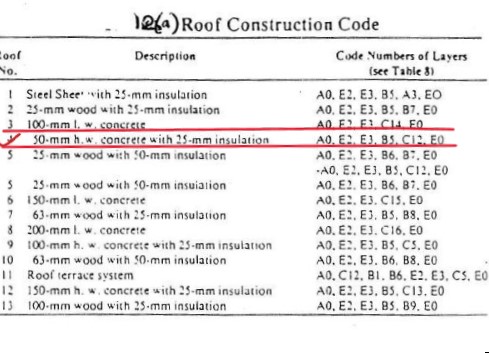 12(a) Roof Construction Code
Roof No. Description Code Numbers of Layers (see Table 8)
1 Steel Sheet with 25-mm insulation A0, E2, E3, B5, A3, EO
2 25-mm wood with 25-mm insulation A0, E2, E3, B5, B7, E0
3 100-mm l. w. concrete A0, E2, E3, C14, E0
50-mm h.w. concrete with 25-mm insulation A0, E2, E3, B5, C12, E0
5 25-mm wood with 50-mm insulation A0, E2, E3, B6, B7, E0
-A0, E2, E3, B5, C12, E0
5 25-mm wood with 50-mm insulation A0, E2, E3, B6, B7, E0
6 150-mm l. w. concrete A0, E2, E3, C15, E0
7 63-mm wood with 25-mm insulation A0, E2, E3, B5, B8, E0
8 200-mm l. w. concrete A0, E2, E3, C16, E0
9 100-mm h. w. concrete with 25-mm insulation A0, E2, E3, B5, C5, E0
10 63-mm wood with 50-mm insulation A0, E2, E3, B6, B8, E0
11 Roof terrace system A0, C12, B1, B6, E2, E3, C5, E0
12 150-mm h. w. concrete with 25-mm insulation A0, E2, E3, B5, C13, E0
13 100-mm wood with 25-mm insulation A0, E2, E3, B5, B9, E0